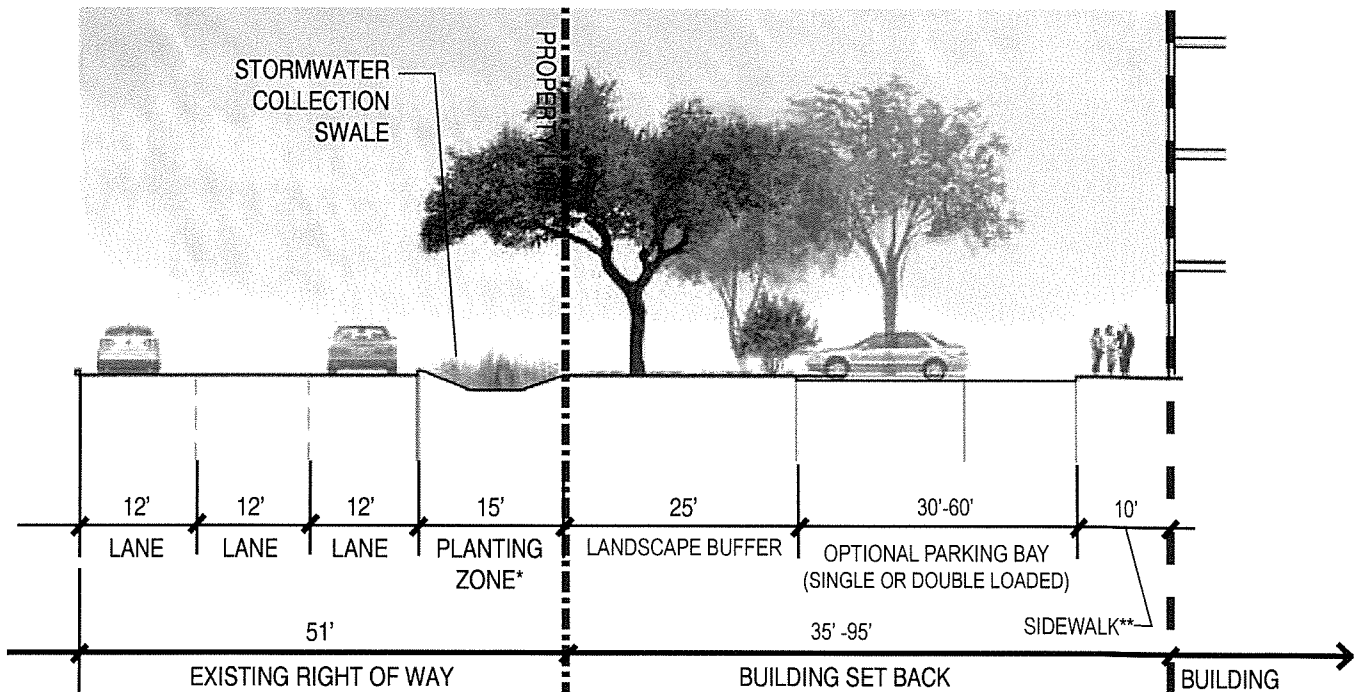 STORMWATER
COLLECTION
SWALE
PROPERTY
12'
12'
12'
15'
25'
30'-60'
10'
LANE
LANE
LANE
PLANTING
ZONE*
LANDSCAPE BUFFER
OPTIONAL PARKING BAY
(SINGLE OR DOUBLE LOADED)
SIDEWALK**
51'
35' -95'
EXISTING RIGHT OF WAY
BUILDING SET BACK
BUILDING